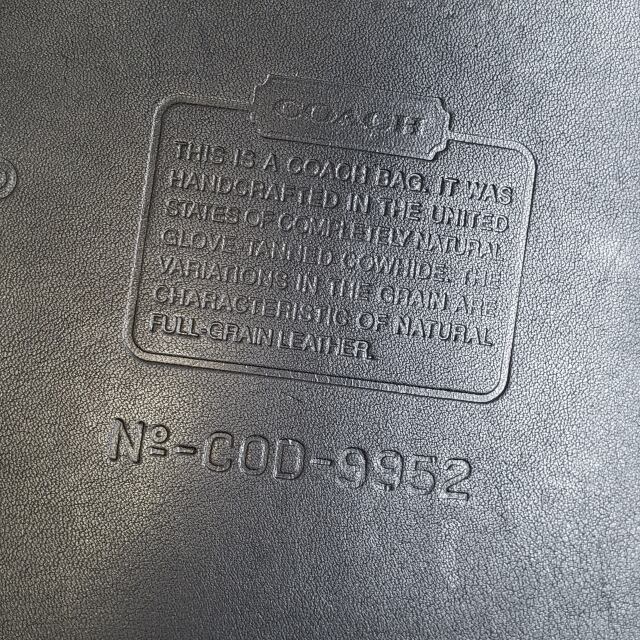 COACH
THIS IS A COACH BAG. IT WAS
HANDCRAFTED IN THE UNITED
STATES OF COMPLETELY NATURAL
GLOVE TANNED COWHIDE. THE
VARIATIONS IN THE GRAIN ARE
CHARACTERISTIC OF NATURAL
FULL-GRAIN LEATHER.
Nº-COD-9952